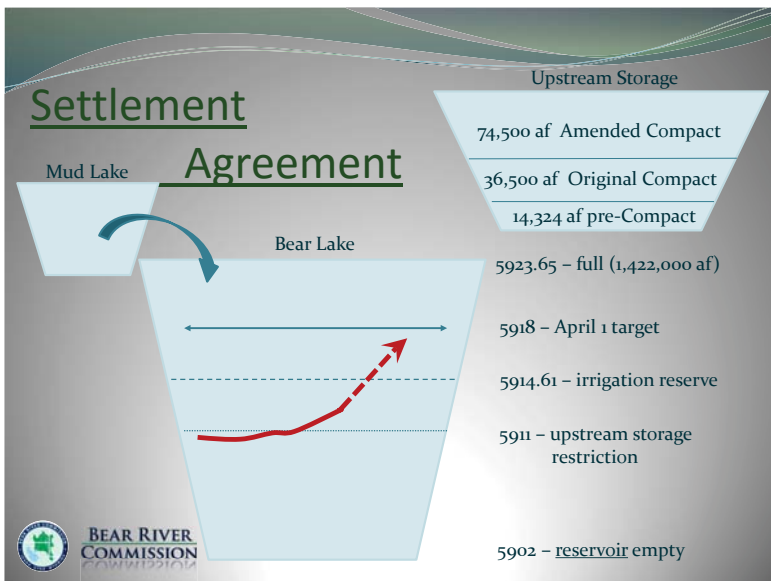 Settlement
Agreement
Upstream Storage
74,500 af Amended Compact
36,500 af Original Compact
14,324 af pre-Compact
Mud Lake
Bear Lake
5923.65 – full (1,422,000 af)
5918 – April 1 target
5914.61 – irrigation reserve
5911 – upstream storage
restriction
5902 – reservoir empty
BEAR RIVER
COMMISSION